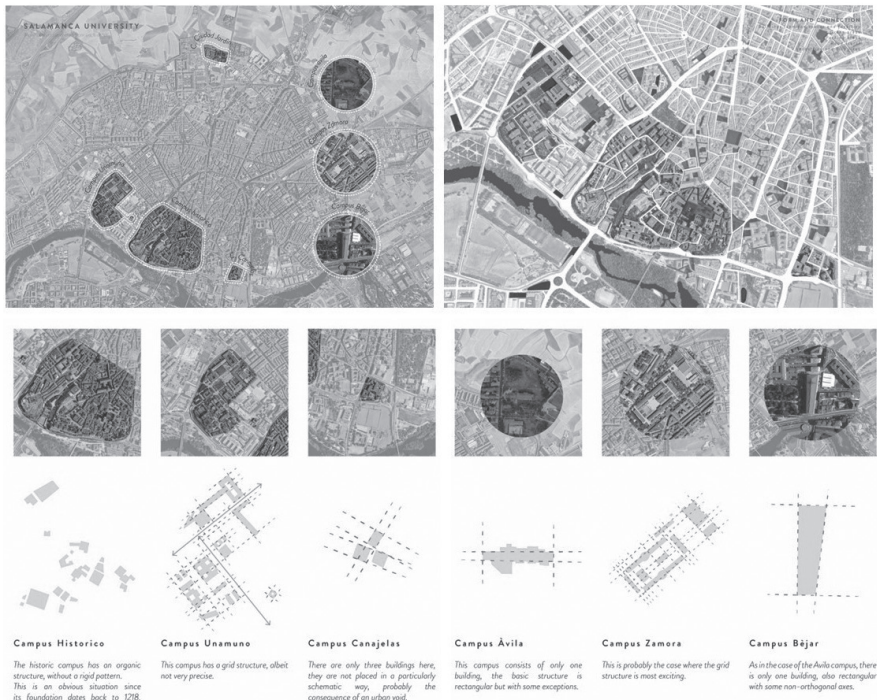 SALAMANCA UNIVERSITY
FORM AND CONNECTION
Campus Zamora
Campus Béjar
Campus Historico
The historic campus has an organic
structure, without a rigid pattern.
This is an obvious situation since
its foundation dates back to 1218.
Campus Unamuno
This campus has a grid structure, albeit
not very precise.
Campus Canajelas
There are only three buildings here,
they are not placed in a particularly
schematic way, probably the
consequence of an urban void.
Campus Àvila
This campus consists of only one
building, the basic structure is
rectangular but with some exceptions.
Campus Zamora
This is probably the case where the grid
structure is most exciting.
Campus Bèjar
As in the case of the Avila campus, there
is only one building, also rectangular
with some non-orthogonal axes.